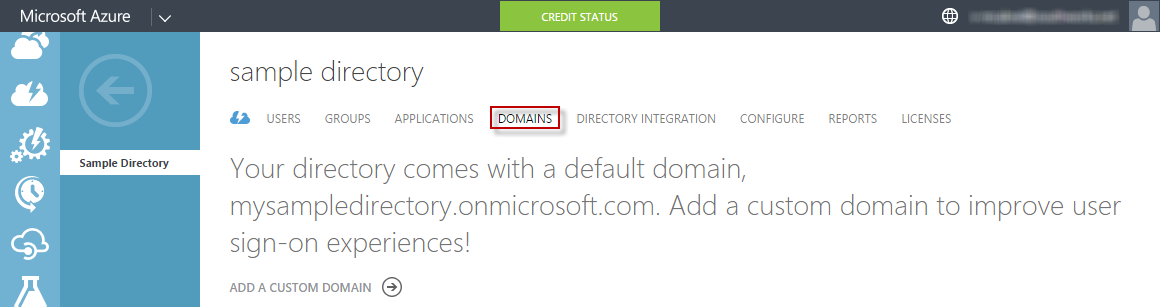 Microsoft Azure
CREDIT STATUS
sample directory
USERS GROUPS APPLICATIONS DOMAINS DIRECTORY INTEGRATION CONFIGURE REPORTS LICENSES
Sample Directory
Your directory comes with a default domain,
mysampledirectory.onmicrosoft.com. Add a custom domain to improve user
sign-on experiences!
ADD A CUSTOM DOMAIN